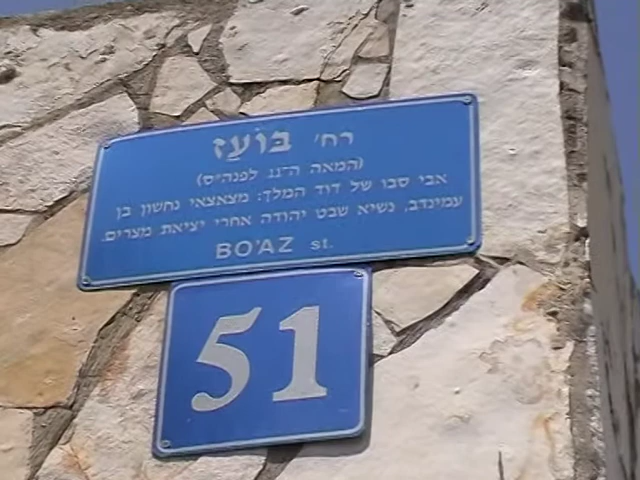 רח' בּוֹעַז
(המאה ה־11 לפנה"ס)
אבי סבו של דוד המלך: מצאצאי נחשון בן
עמינדב, נשיא שבט יהודה אחרי יציאת מצרים.
BO'AZ st.
51